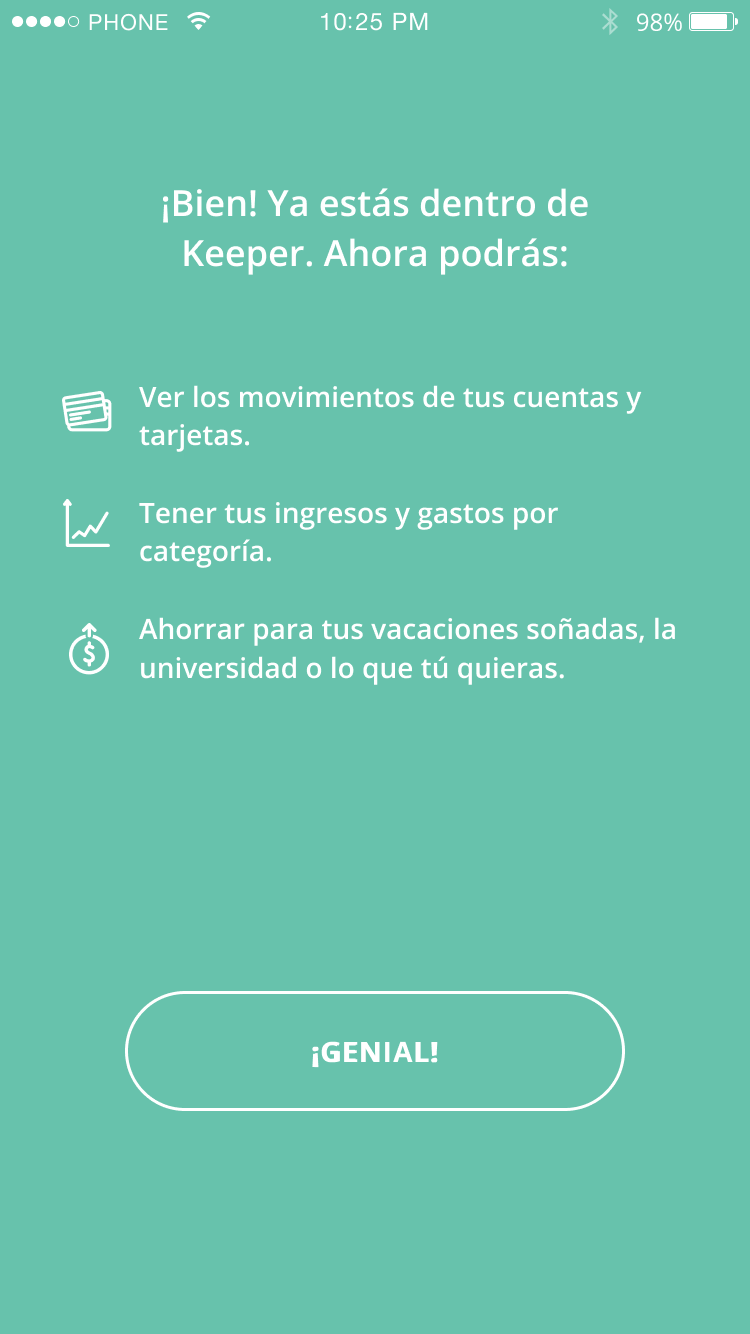 PHONE 10:25 PM 98%
¡Bien! Ya estás dentro de
Keeper. Ahora podrás:
Ver los movimientos de tus cuentas y
tarjetas.
Tener tus ingresos y gastos por
categoría.
$
Ahorrar para tus vacaciones soñadas, la
universidad o lo que tú quieras.
¡GENIAL!